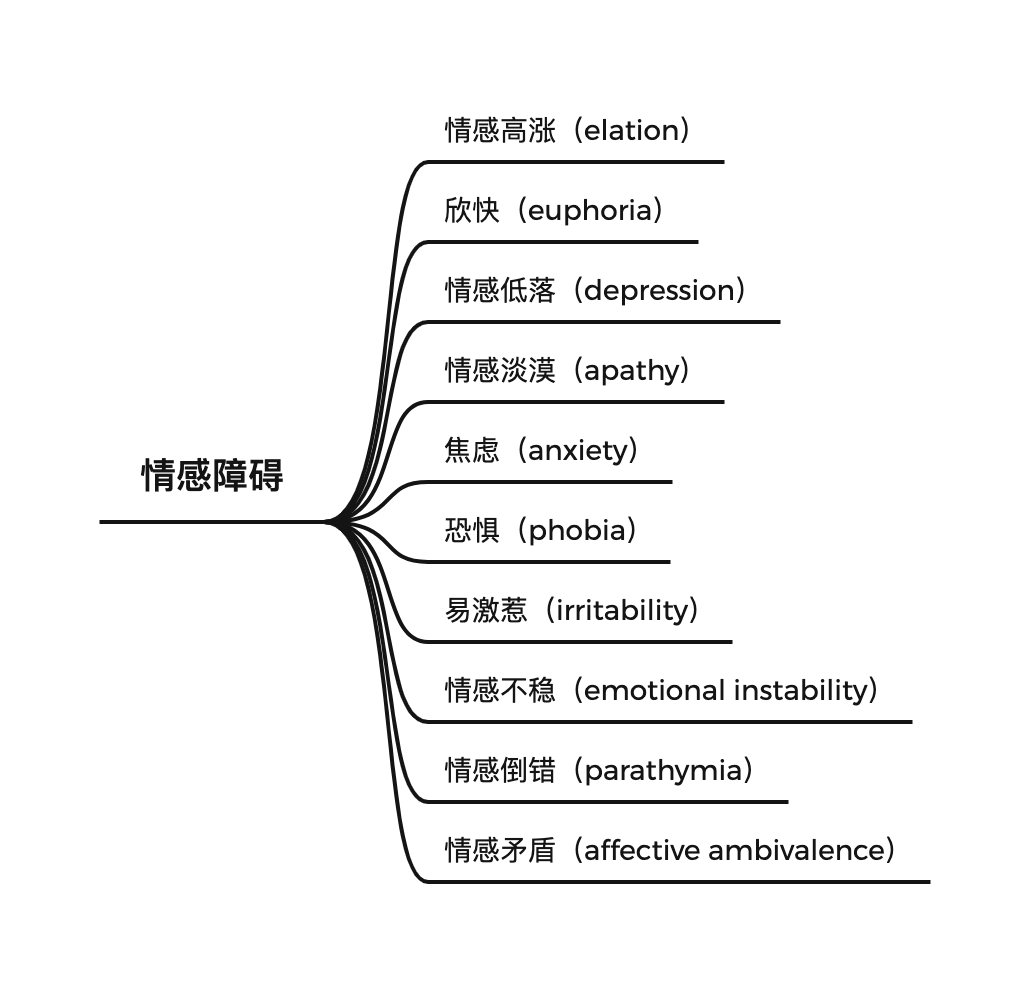 情感障碍
情感高涨（elation）
欣快（euphoria）
情感低落（depression）
情感淡漠（apathy）
焦虑（anxiety）
恐惧（phobia）
易激惹（irritability）
情感不稳（emotional instability）
情感倒错（parathymia）
情感矛盾（affective ambivalence）